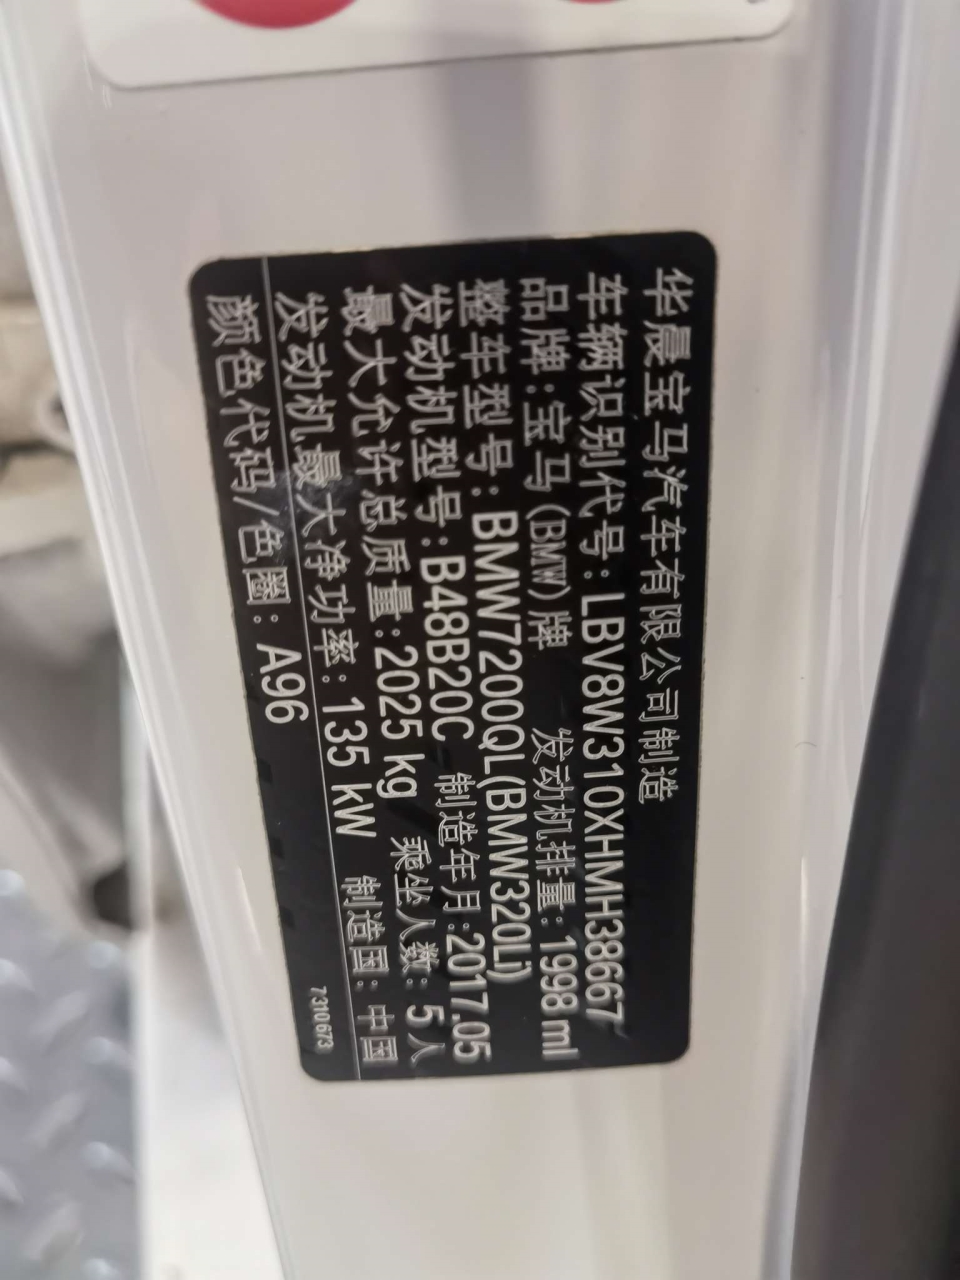 华晨宝马汽车有限公司制造
车辆识别代号:LBV8W310XHMH38667
品牌:宝马(BMW)牌 发动机排量:1998 ml
整车型号:BMW7200QL(BMW320Li)
发动机型号:B48B20C 制造年月:2017.05
最大允许总质量:2025 kg 乘坐人数:5人
发动机最大净功率:135 kW 制造国:中国
颜色代码/色圈:A96
7310673